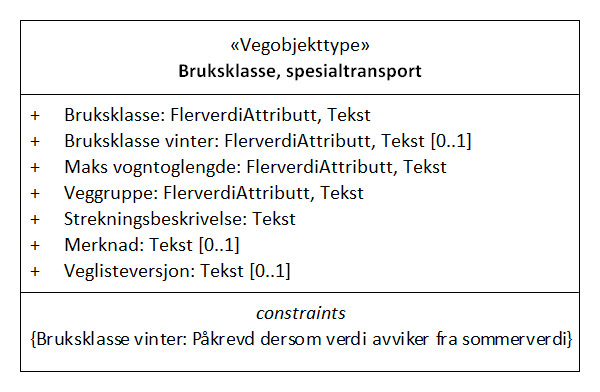 «Vegobjekttype»
Bruksklasse, spesialtransport
+ Bruksklasse: FlerverdiAttributt, Tekst
+ Bruksklasse vinter: FlerverdiAttributt, Tekst [0..1]
+ Maks vogntoglengde: FlerverdiAttributt, Tekst
+ Veggruppe: FlerverdiAttributt, Tekst
+ Strekningsbeskrivelse: Tekst
+ Merknad: Tekst [0..1]
+ Veglisteversjon: Tekst [0..1]
constraints
{Bruksklasse vinter: Påkrevd dersom verdi avviker fra sommerverdi}